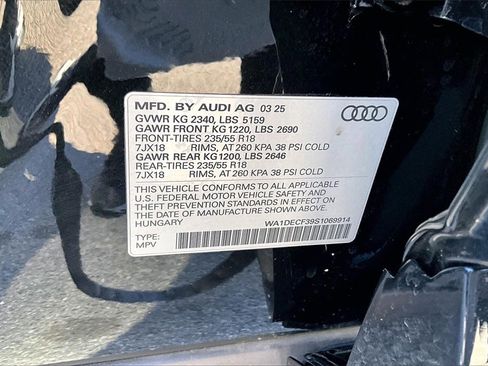 MFD. BY AUDI AG 03 25
GVWR KG 2340, LBS 5159
GAWR FRONT KG 1220, LBS 2690
FRONT-TIRES 235/55 R18
7JX18 RIMS, AT 260 KPA 38 PSI COLD
GAWR REAR KG1200, LBS 2646
REAR-TIRES 235/55 R18
7JX18 RIMS, AT 260 KPA 38 PSI COLD
THIS VEHICLE CONFORMS TO ALL APPLICABLE
U.S. FEDERAL MOTOR VEHICLE SAFETY AND
THEFT PREVENTION STANDARDS IN EFFECT ON
THE DATE OF MANUFACTURE SHOWN ABOVE.
HUNGARY
WA1DECF39S1069914
TYPE:
MPV